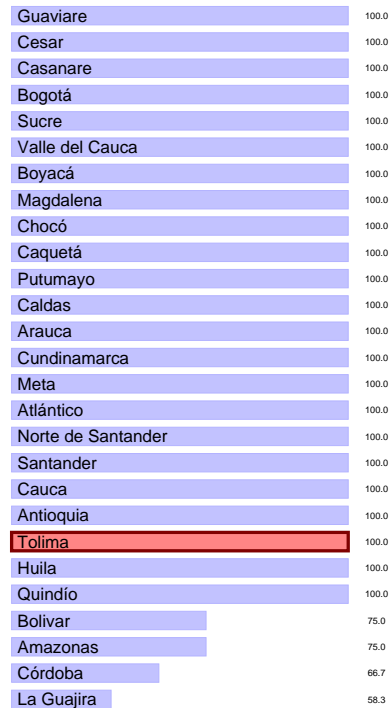 Guaviare 100.0
Cesar 100.0
Casanare 100.0
Bogotá 100.0
Sucre 100.0
Valle del Cauca 100.0
Boyacá 100.0
Magdalena 100.0
Chocó 100.0
Caquetá 100.0
Putumayo 100.0
Caldas 100.0
Arauca 100.0
Cundinamarca 100.0
Meta 100.0
Atlántico 100.0
Norte de Santander 100.0
Santander 100.0
Cauca 100.0
Antioquia 100.0
Tolima 100.0
Huila 100.0
Quindío 100.0
Bolivar 75.0
Amazonas 75.0
Córdoba 66.7
La Guajira 58.3